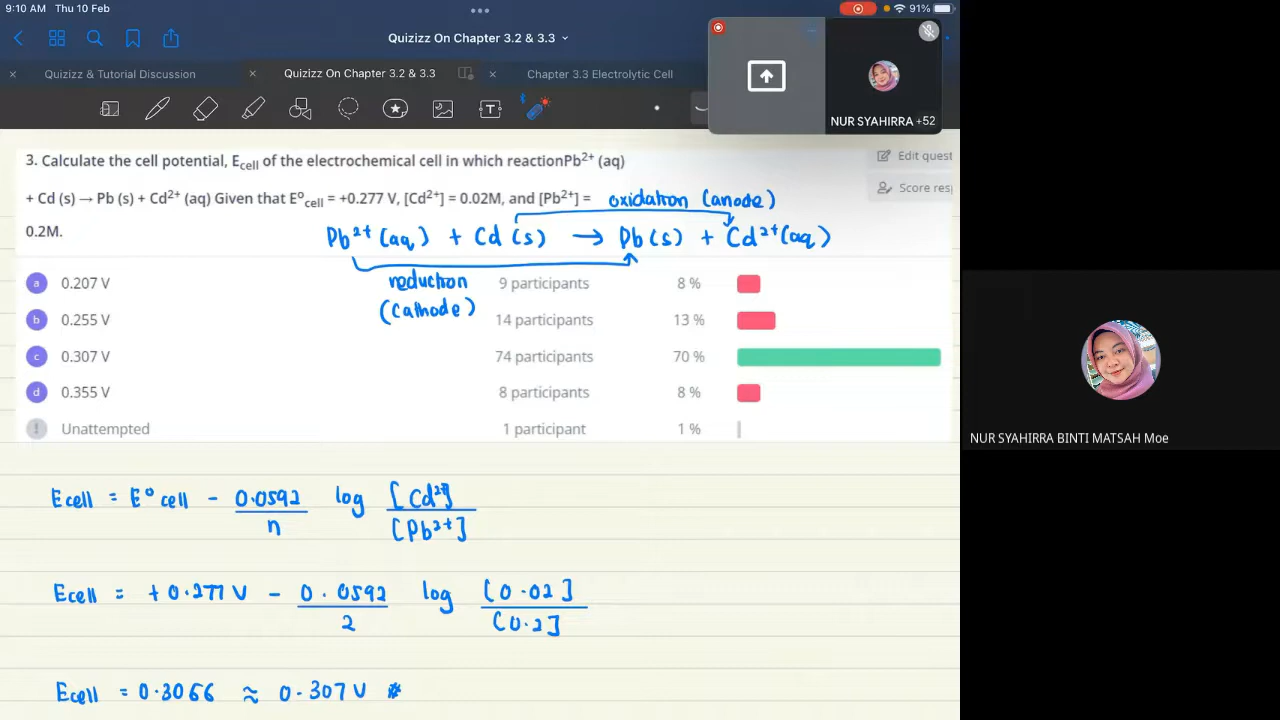 9:10 AM Thu 10 Feb
91%
Quizizz On Chapter 3.2 & 3.3
Quizizz & Tutorial Discussion
Quizizz On Chapter 3.2 & 3.3
Chapter 3.3 Electrolytic Cell
NUR SYAHIRRA +52
3. Calculate the cell potential, Ecell of the electrochemical cell in which reactionPb²⁺ (aq)
+ Cd (s) → Pb (s) + Cd²⁺ (aq) Given that E°cell = +0.277 V, [Cd²⁺] = 0.02M, and [Pb²⁺] =
0.2M.
Edit quest
Score res
oxidation (anode)
Pb²⁺ (aq) + Cd (s) → Pb (s) + Cd²⁺ (aq)
reduction
(cathode)
a 0.207 V 9 participants 8 %
b 0.255 V 14 participants 13 %
c 0.307 V 74 participants 70 %
d 0.355 V 8 participants 8 %
! Unattempted 1 participant 1 %
Ecell = E°cell - 0.0592/n log [Cd²⁺]/[Pb²⁺]
Ecell = +0.277 V - 0.0592/2 log [0.02]/[0.2]
Ecell = 0.3066 ≈ 0.307 V *
NUR SYAHIRRA BINTI MATSAH Moe